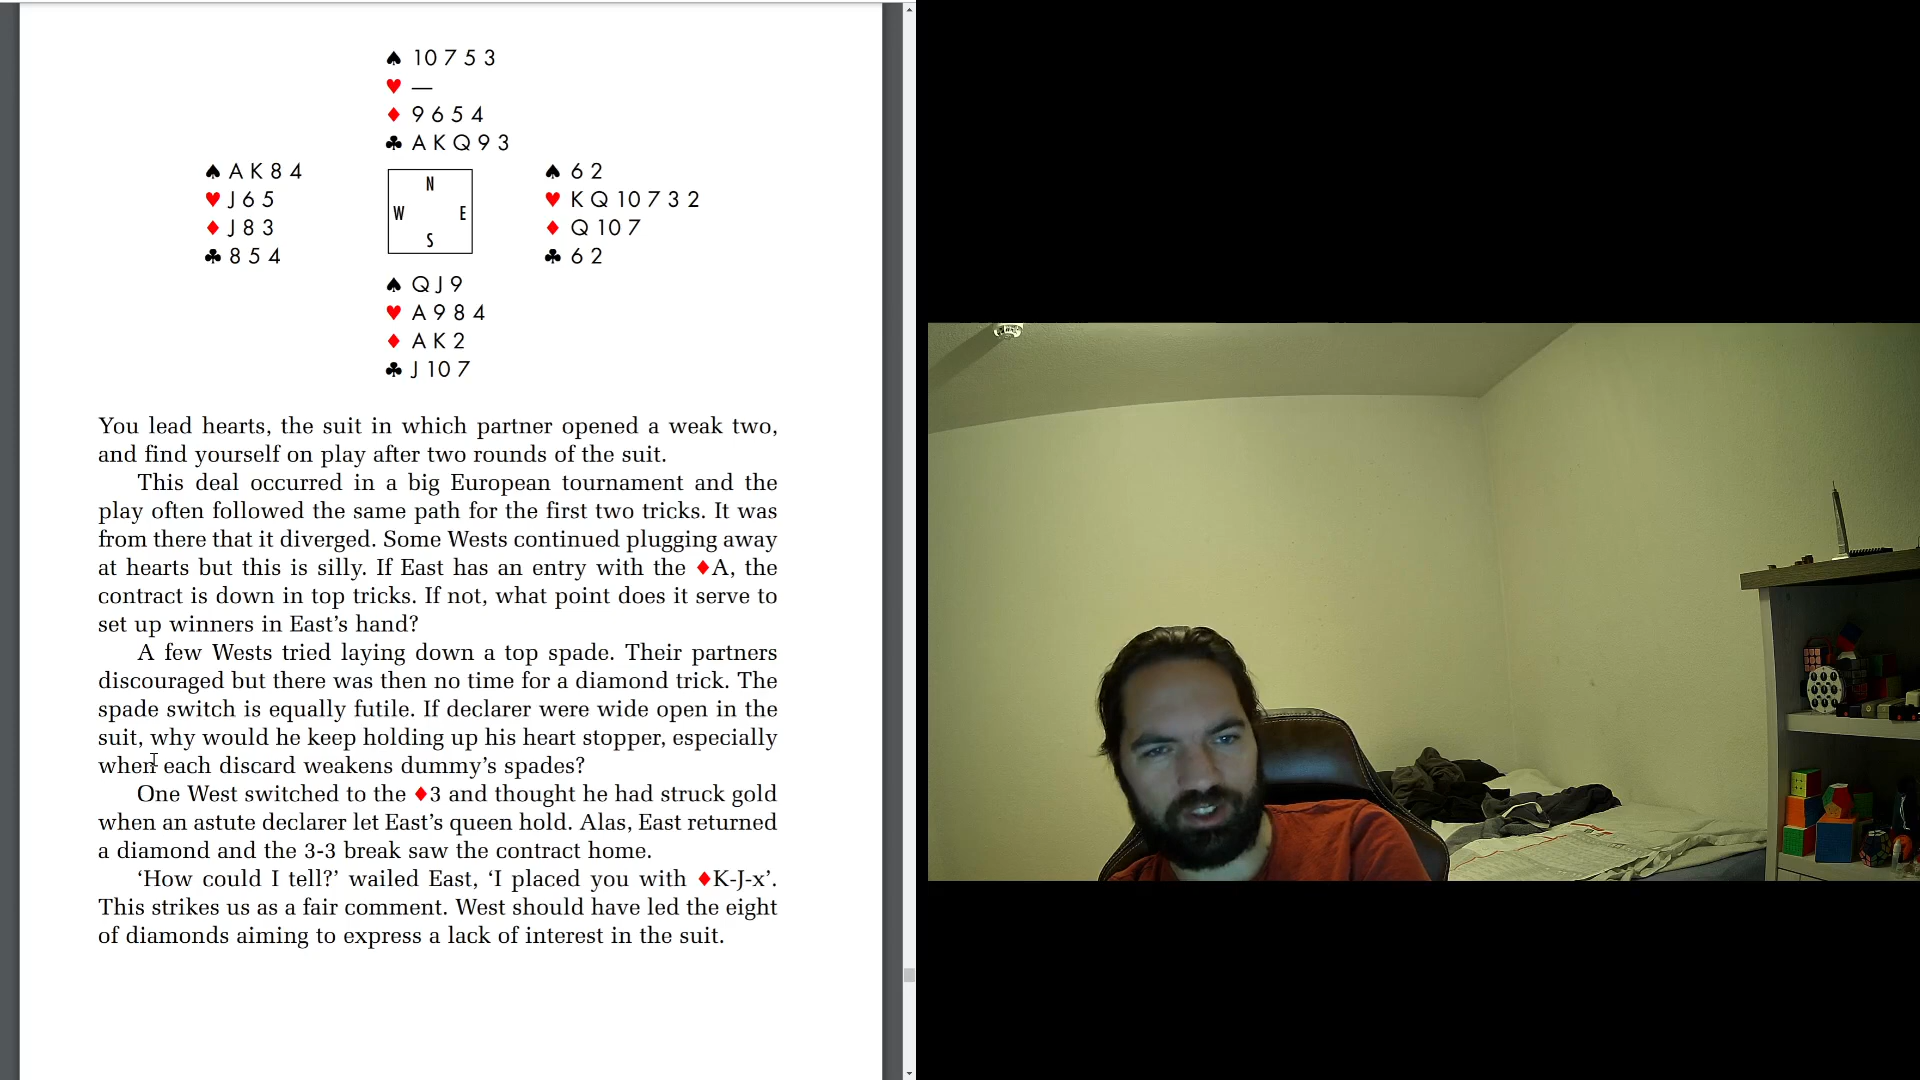 ♠ 10 7 5 3
♥ —
♦ 9 6 5 4
♣ A K Q 9 3
♠ A K 8 4
♥ J 6 5
♦ J 8 3
♣ 8 5 4
N
W E
S
♠ 6 2
♥ K Q 10 7 3 2
♦ Q 10 7
♣ 6 2
♠ Q J 9
♥ A 9 8 4
♦ A K 2
♣ J 10 7
You lead hearts, the suit in which partner opened a weak two,
and find yourself on play after two rounds of the suit.
This deal occurred in a big European tournament and the
play often followed the same path for the first two tricks. It was
from there that it diverged. Some Wests continued plugging away
at hearts but this is silly. If East has an entry with the ♦A, the
contract is down in top tricks. If not, what point does it serve to
set up winners in East’s hand?
A few Wests tried laying down a top spade. Their partners
discouraged but there was then no time for a diamond trick. The
spade switch is equally futile. If declarer were wide open in the
suit, why would he keep holding up his heart stopper, especially
when each discard weakens dummy’s spades?
One West switched to the ♦3 and thought he had struck gold
when an astute declarer let East’s queen hold. Alas, East returned
a diamond and the 3-3 break saw the contract home.
‘How could I tell?’ wailed East, ‘I placed you with ♦K-J-x’.
This strikes us as a fair comment. West should have led the eight
of diamonds aiming to express a lack of interest in the suit.